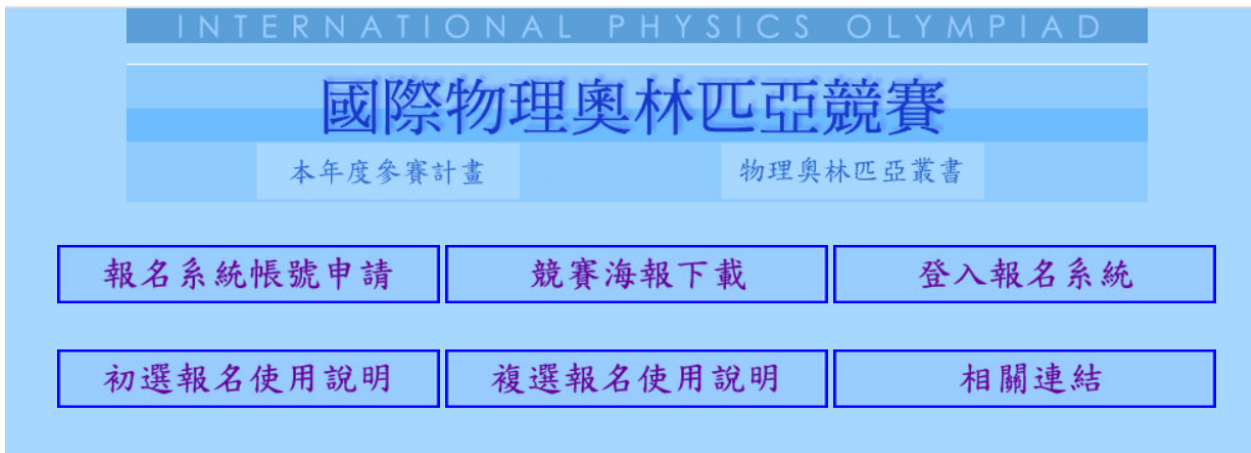 INTERNATIONAL PHYSICS OLYMPIAD
國際物理奧林匹亞競賽
本年度參賽計畫 物理奧林匹亞叢書
報名系統帳號申請 競賽海報下載 登入報名系統
初選報名使用說明 複選報名使用說明 相關連結